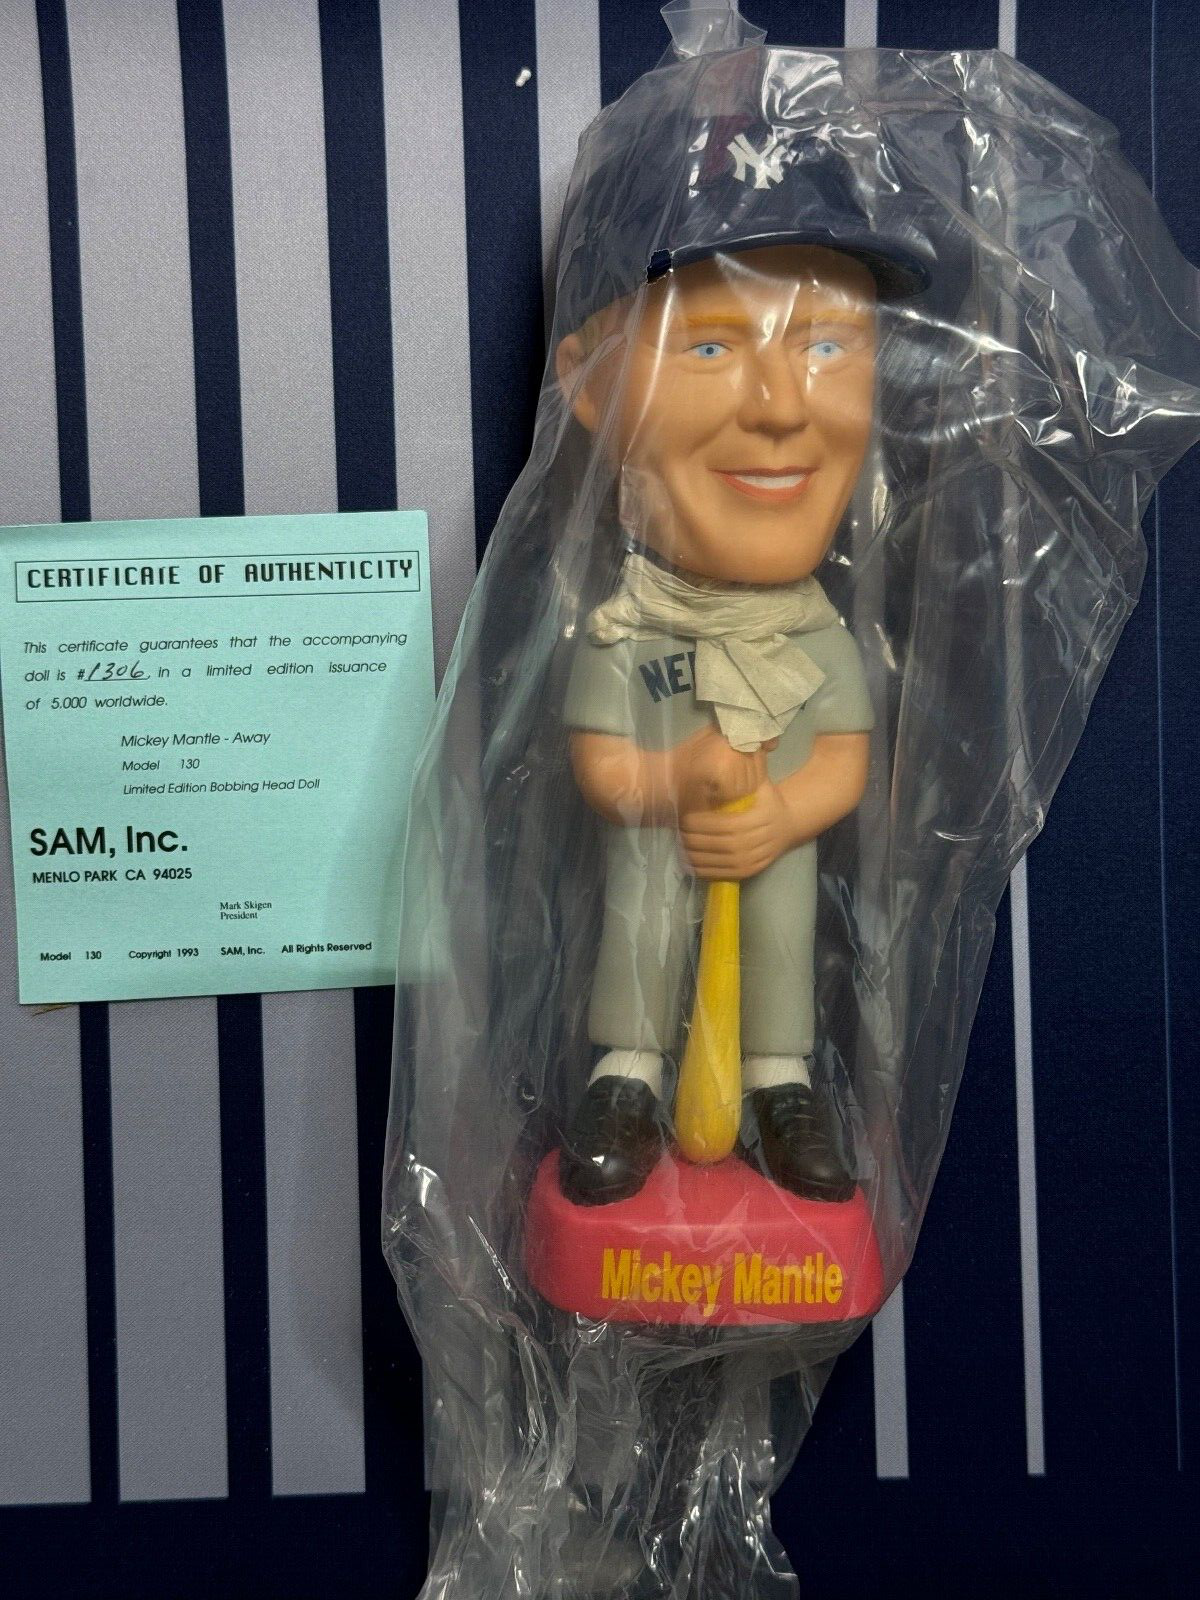 CERTIFICATE OF AUTHENTICITY
This certificate guarantees that the accompanying
doll is #1306, in a limited edition issuance
of 5,000 worldwide.
Mickey Mantle - Away
Model 130
Limited Edition Bobbing Head Doll
SAM, Inc.
MENLO PARK CA 94025
Mark Skigen
President
Model 130 Copyright 1993 SAM, Inc. All Rights Reserved
NY
NE
Mickey Mantle